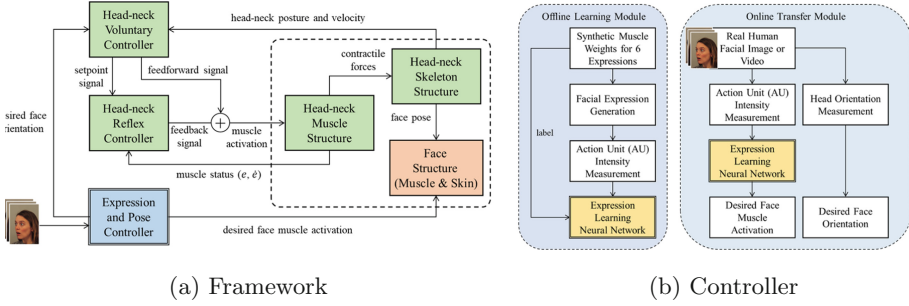 head-neck posture and velocity
Head-neck
Voluntary
Controller
setpoint
signal
feedforward signal
contractile
forces
Head-neck
Skeleton
Structure
desired face
orientation
Head-neck
Reflex
Controller
feedback
signal
muscle
activation
Head-neck
Muscle
Structure
face pose
muscle status (e, ė)
Face
Structure
(Muscle & Skin)
Expression
and Pose
Controller
desired face muscle activation
(a) Framework
Offline Learning Module
Synthetic Muscle
Weights for 6
Expressions
Facial Expression
Generation
label
Action Unit (AU)
Intensity
Measurement
Expression
Learning
Neural Network
Online Transfer Module
Real Human
Facial Image or
Video
Action Unit (AU)
Intensity
Measurement
Head Orientation
Measurement
Expression
Learning
Neural Network
Desired Face
Muscle
Activation
Desired Face
Orientation
(b) Controller